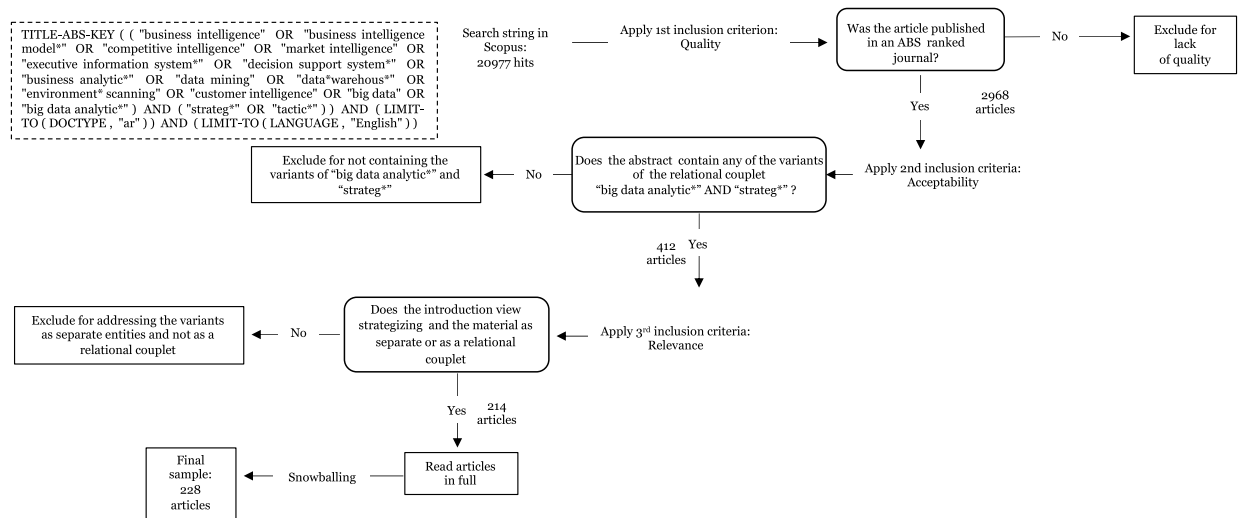 TITLE-ABS-KEY ( ( "business intelligence" OR "business intelligence
model*" OR "competitive intelligence" OR "market intelligence" OR
"executive information system*" OR "decision support system*" OR
"business analytic*" OR "data mining" OR "data*warehous*" OR
"environment* scanning" OR "customer intelligence" OR "big data" OR
"big data analytic*" ) AND ( "strateg*" OR "tactic*" ) ) AND ( LIMIT-
TO ( DOCTYPE , "ar" ) ) AND ( LIMIT-TO ( LANGUAGE , "English" ) )
Search string in
Scopus:
20977 hits
Apply 1st inclusion criterion:
Quality
Was the article published
in an ABS ranked
journal?
No
Exclude for
lack
of quality
Yes
2968
articles
Apply 2nd inclusion criteria:
Acceptability
Does the abstract contain any of the variants
of the relational couplet
"big data analytic*" AND "strateg*" ?
No
Exclude for not containing the
variants of "big data analytic*" and
"strateg*"
412
articles
Yes
Apply 3rd inclusion criteria:
Relevance
Does the introduction view
strategizing and the material as
separate or as a relational
couplet
No
Exclude for addressing the variants
as separate entities and not as a
relational couplet
Yes
214
articles
Read articles
in full
Snowballing
Final
sample:
228
articles